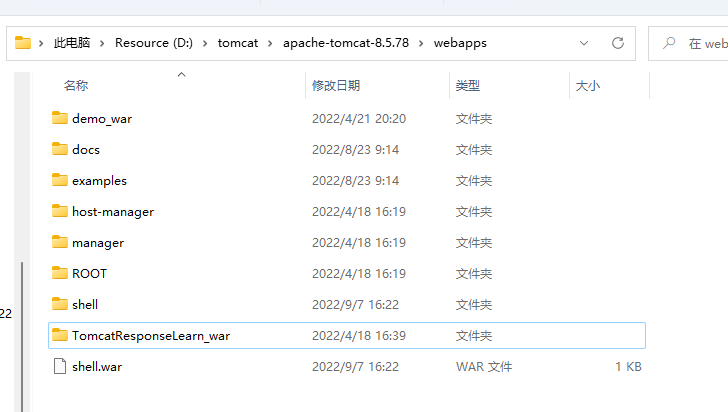 此电脑 > Resource (D:) > tomcat > apache-tomcat-8.5.78 > webapps 在 web
名称 修改日期 类型 大小
demo_war 2022/4/21 20:20 文件夹
docs 2022/8/23 9:14 文件夹
examples 2022/8/23 9:14 文件夹
host-manager 2022/4/18 16:19 文件夹
manager 2022/4/18 16:19 文件夹
ROOT 2022/4/18 16:19 文件夹
shell 2022/9/7 16:22 文件夹
22
TomcatResponseLearn_war 2022/4/18 16:39 文件夹
shell.war 2022/9/7 16:22 WAR 文件 1 KB